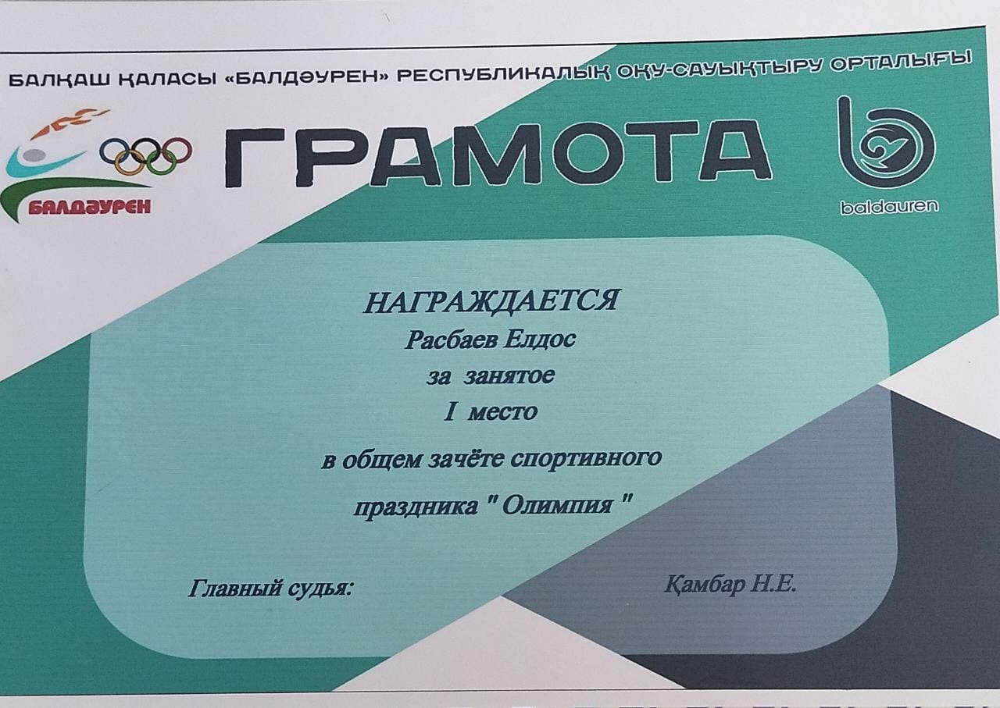 БАЛҚАШ ҚАЛАСЫ «БАЛДӘУРЕН» РЕСПУБЛИКАЛЫҚ ОҚУ-САУЫҚТЫРУ ОРТАЛЫҒЫ
ГРАМОТА
БАЛДӘУРЕН
baldauren
НАГРАЖДАЕТСЯ
Расбаев Елдос
за занятое
I место
в общем зачёте спортивного
праздника " Олимпия "
Главный судья: Қамбар Н.Е.